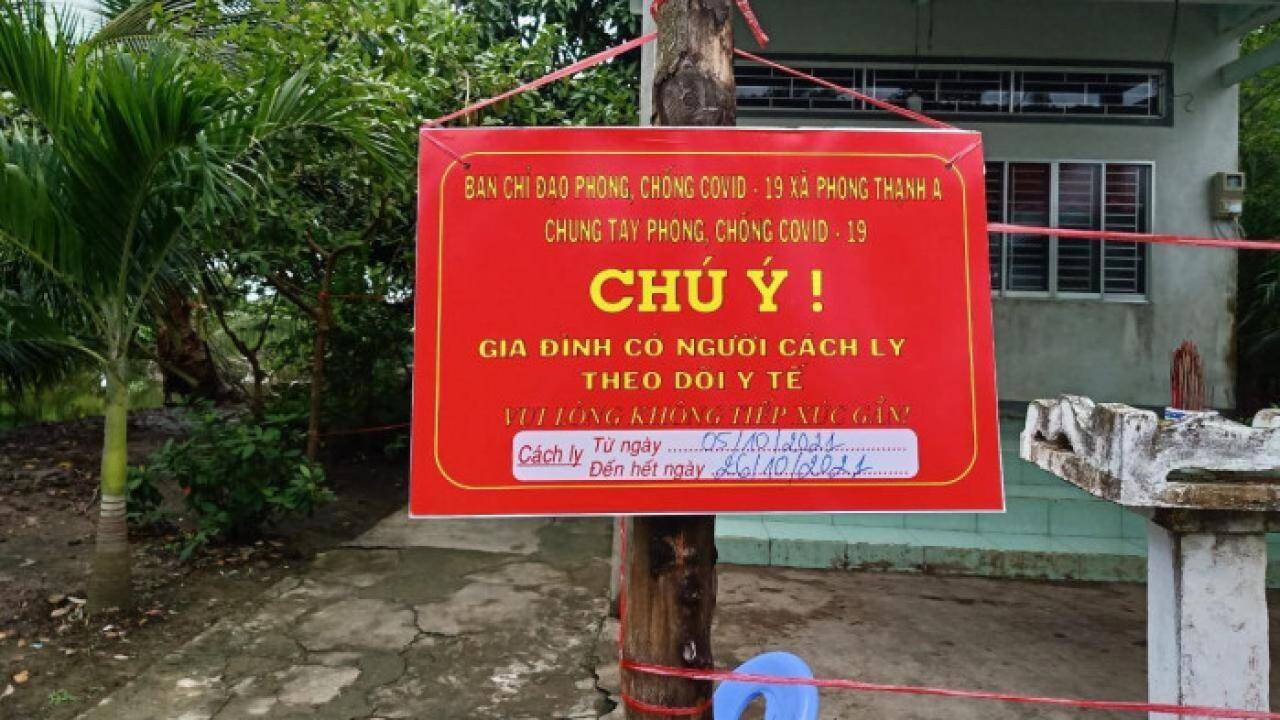 BAN CHỈ ĐẠO PHÒNG, CHỐNG COVID - 19 XÃ PHONG THẠNH A
CHUNG TAY PHÒNG, CHỐNG COVID - 19
CHÚ Ý !
GIA ĐÌNH CÓ NGƯỜI CÁCH LY
THEO DÕI Y TẾ
VUI LÒNG KHÔNG TIẾP XÚC GẦN!
Cách ly Từ ngày 05/10/2021
Đến hết ngày 26/10/2021